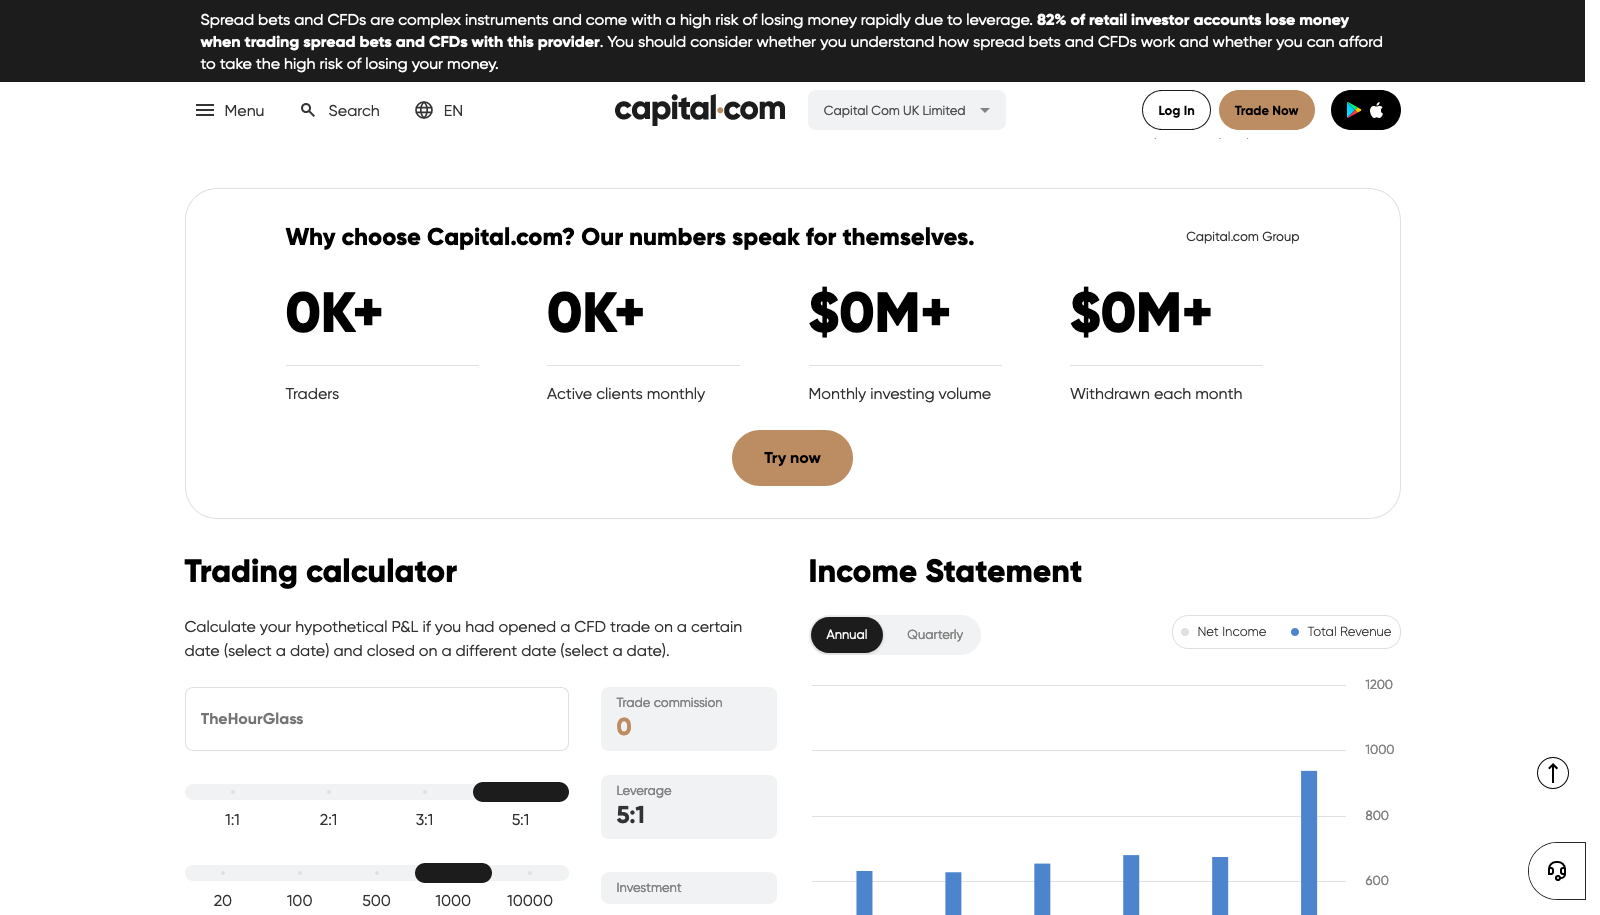 Spread bets and CFDs are complex instruments and come with a high risk of losing money rapidly due to leverage. 82% of retail investor accounts lose money
when trading spread bets and CFDs with this provider. You should consider whether you understand how spread bets and CFDs work and whether you can afford
to take the high risk of losing your money.
Menu Search EN capital.com Capital Com UK Limited Log In Trade Now
Why choose Capital.com? Our numbers speak for themselves. Capital.com Group
0K+ 0K+ $0M+ $0M+
Traders Active clients monthly Monthly investing volume Withdrawn each month
Try now
Trading calculator
Calculate your hypothetical P&L if you had opened a CFD trade on a certain
date (select a date) and closed on a different date (select a date).
TheHourGlass
Trade commission
0
1:1 2:1 3:1 5:1
Leverage
5:1
20 100 500 1000 10000
Investment
Income Statement
Annual Quarterly
Net Income Total Revenue
1200
1000
800
600